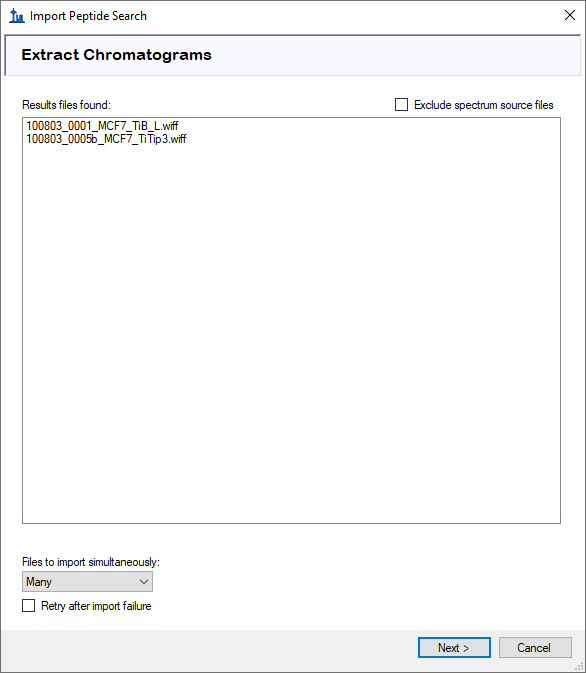 Import Peptide Search
Extract Chromatograms
Results files found:
Exclude spectrum source files
100803_0001_MCF7_TiB_L.wiff
100803_0005b_MCF7_TiTip3.wiff
Files to import simultaneously:
Many
Retry after import failure
Next >
Cancel